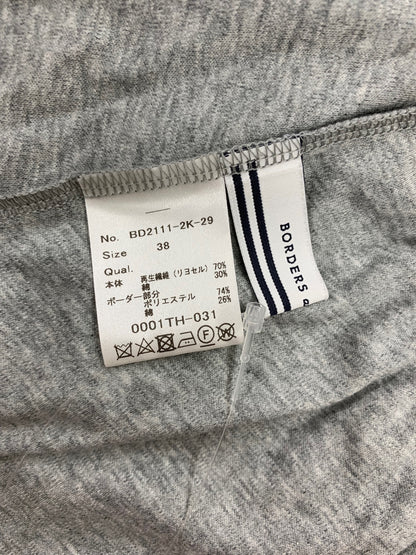 No. BD2111-2K-29
Size 38
Qual.
本体 再生繊維（リヨセル） 70%
綿 30%
ボーダー部分
ポリエステル 74%
綿 26%
0001TH-031
BORDERS